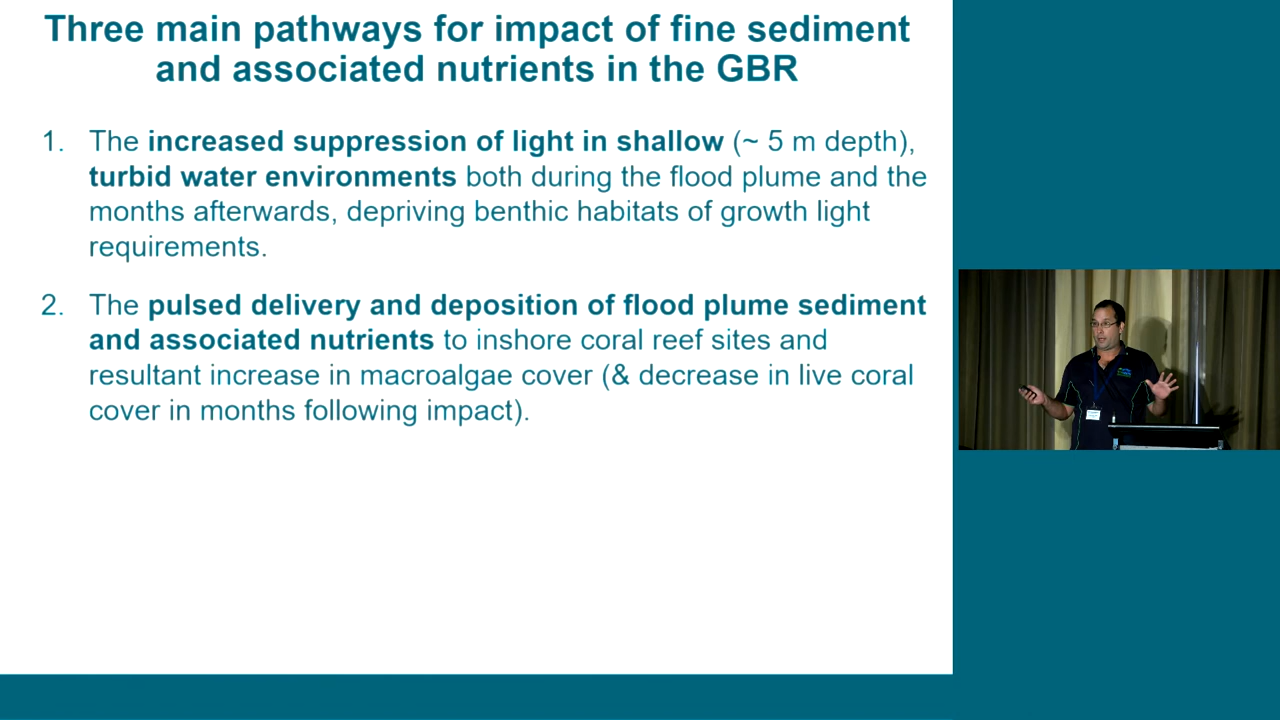 Three main pathways for impact of fine sediment
and associated nutrients in the GBR
1. The increased suppression of light in shallow (~ 5 m depth),
turbid water environments both during the flood plume and the
months afterwards, depriving benthic habitats of growth light
requirements.
2. The pulsed delivery and deposition of flood plume sediment
and associated nutrients to inshore coral reef sites and
resultant increase in macroalgae cover (& decrease in live coral
cover in months following impact).